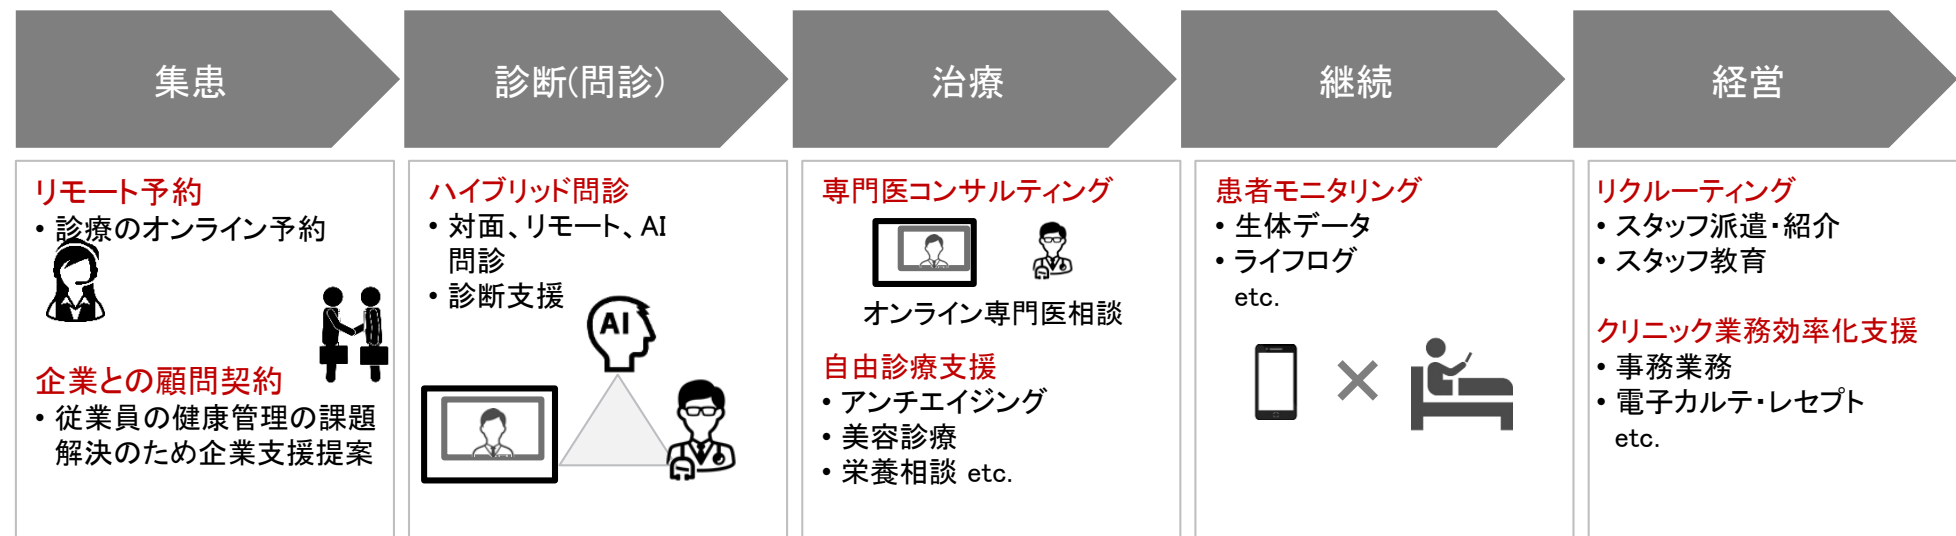 集患
診断(問診)
治療
継続
経営
リモート予約
• 診療のオンライン予約
企業との顧問契約
• 従業員の健康管理の課題
解決のため企業支援提案
ハイブリッド問診
• 対面、リモート、AI
問診
• 診断支援
AI
専門医コンサルティング
オンライン専門医相談
自由診療支援
• アンチエイジング
• 美容診療
• 栄養相談 etc.
患者モニタリング
• 生体データ
• ライフログ
etc.
リクルーティング
• スタッフ派遣・紹介
• スタッフ教育
クリニック業務効率化支援
• 事務業務
• 電子カルテ・レセプト
etc.